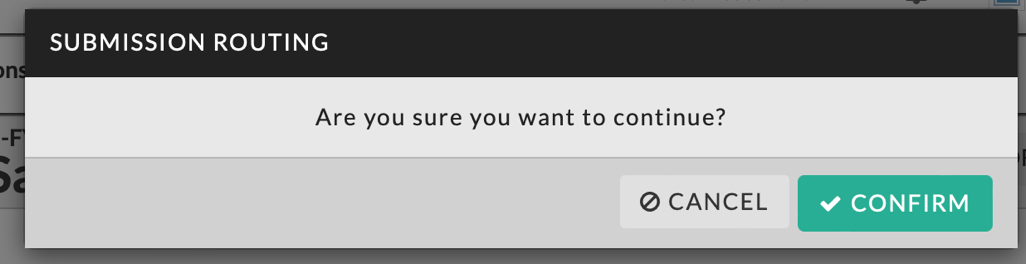 SUBMISSION ROUTING
Are you sure you want to continue?
CANCEL
CONFIRM